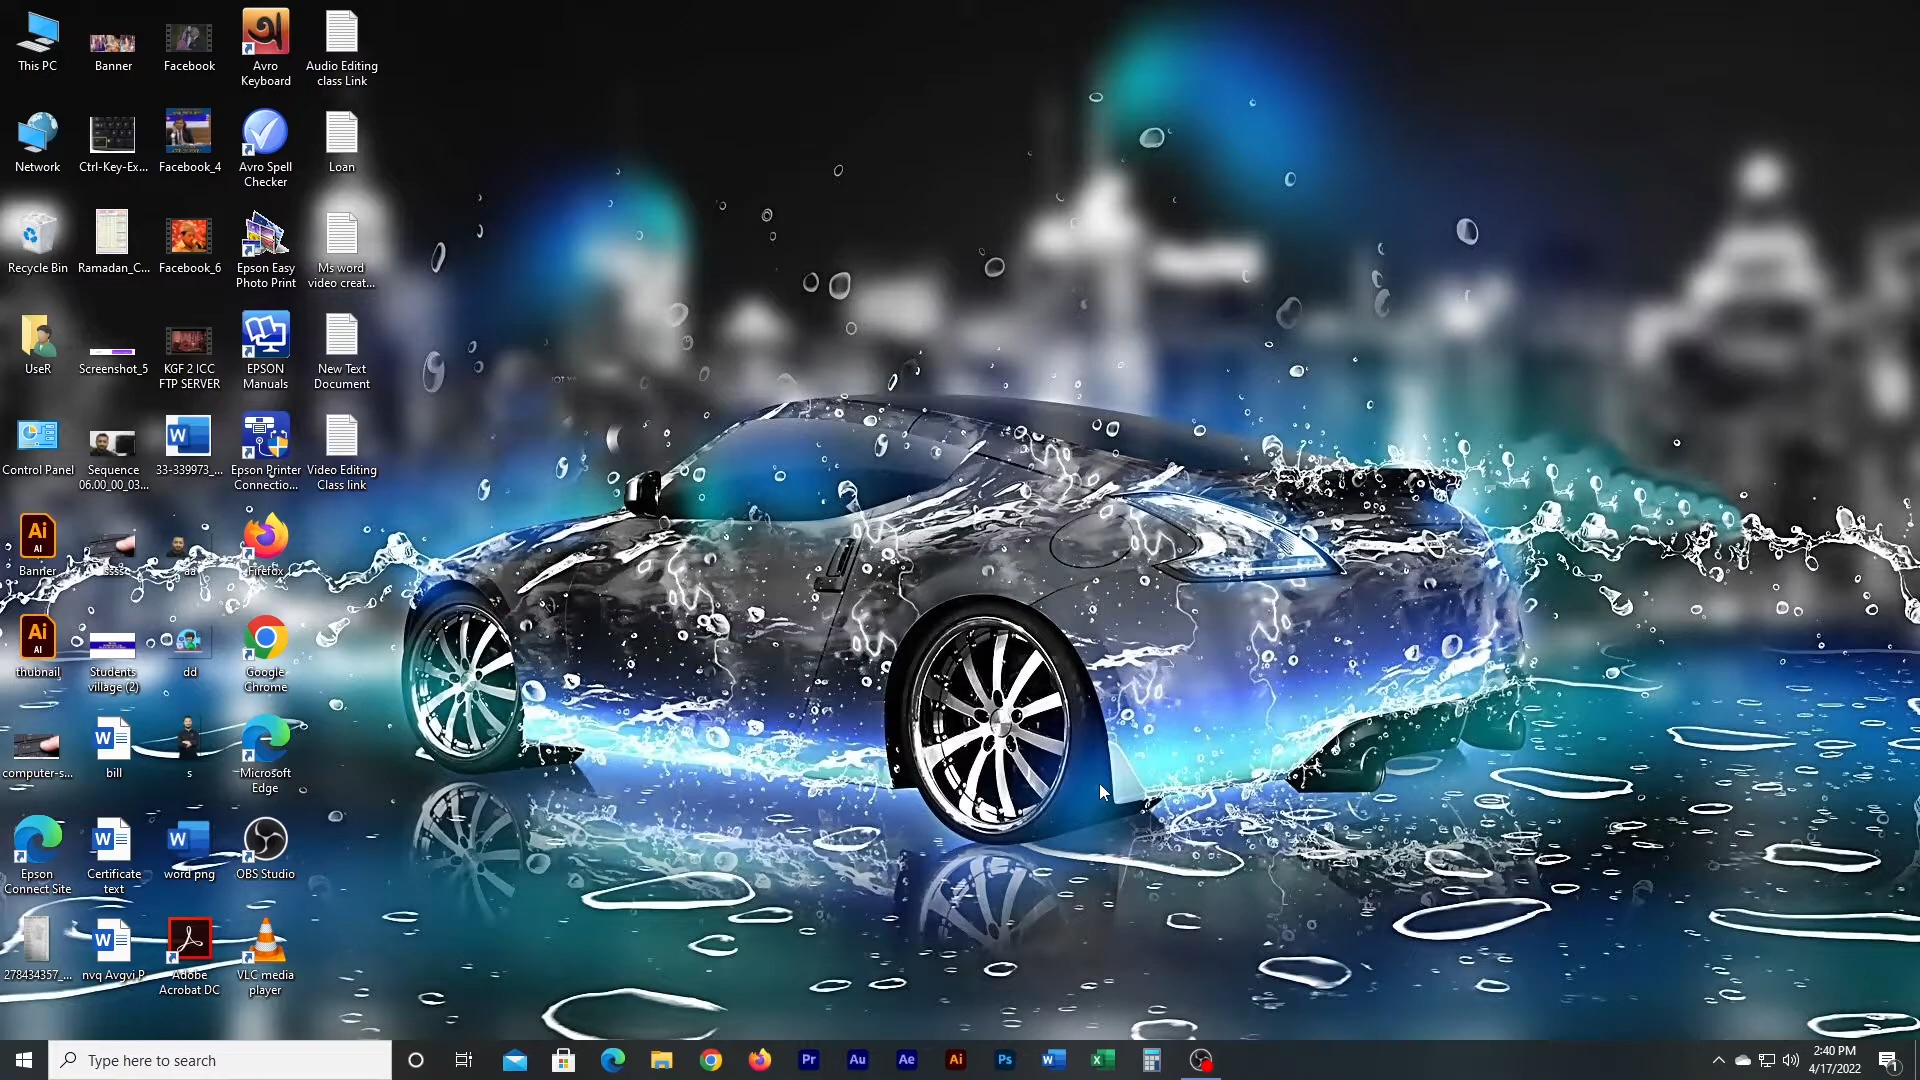 This PC
Banner
Facebook
Avro
Keyboard
Audio Editing
class Link
Network
Ctrl-Key-Ex...
Facebook_4
Avro Spell
Checker
Loan
Recycle Bin
Ramadan_C...
Facebook_6
Epson Easy
Photo Print
Ms word
video creat...
UseR
Screenshot_5
KGF 2 ICC
FTP SERVER
EPSON
Manuals
New Text
Document
Control Panel
Sequence
06.00_00_03...
33-339973_...
Epson Printer
Connectio...
Video Editing
Class link
Ai
AI
Banner
aa
Firefox
Ai
AI
thubnail
Students
village (2)
dd
Google
Chrome
computer-s...
bill
s
Microsoft
Edge
Epson
Connect Site
Certificate
text
word png
OBS Studio
278434357_...
nvq Avgvi P...
Adobe
Acrobat DC
VLC media
player
Type here to search
Pr
Au
Ae
Ai
Ps
2:40 PM
4/17/2022
1